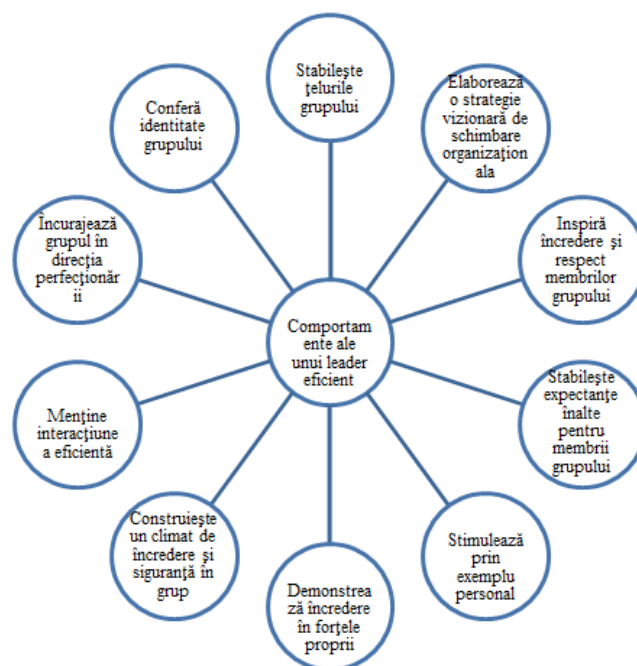 Stabilește
țelurile
grupului
Elaborează
o strategie
vizionară de
schimbare
organizațion
ala
Inspiră
încredere și
respect
membrilor
grupului
Stabilește
expectanțe
înalte
pentru
membrii
grupului
Stimulează
prin
exemplu
personal
Demonstrea
ză încredere
în forțele
proprii
Construiește
un climat de
încredere și
siguranță în
grup
Menține
interacțiune
a eficientă
Încurajează
grupul în
direcția
perfecționăr
ii
Conferă
identitate
grupului
Comportam
ente ale
unui leader
eficient